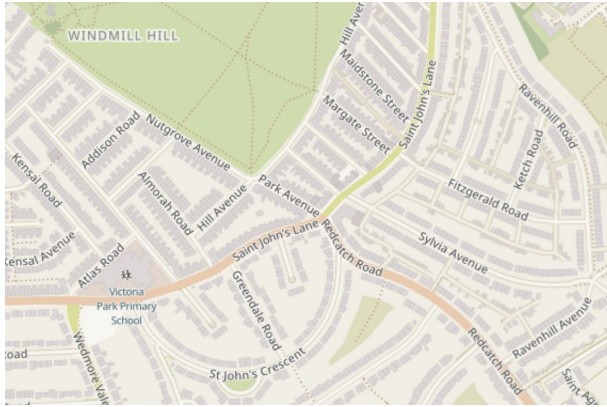 WINDMILL HILL
Hill Aven
Maidstone Street
Margate Street
Saint John's Lane
Ravenhill Road
Ketch Road
Addison Road
Nutgrove Avenue
Kensal Road
Almorah Road
Hill Avenue
Park Avenue
Fitzgerald Road
Kensal Avenue
Atlas Road
Saint John's Lane
Redcatch Road
Sylvia Avenue
Victoria
Park Primary
School
Greendale Road
Ravenhill Avenue
Redcatch Road
Road
Wedmore Vale
St John's Crescent
Saint Agn